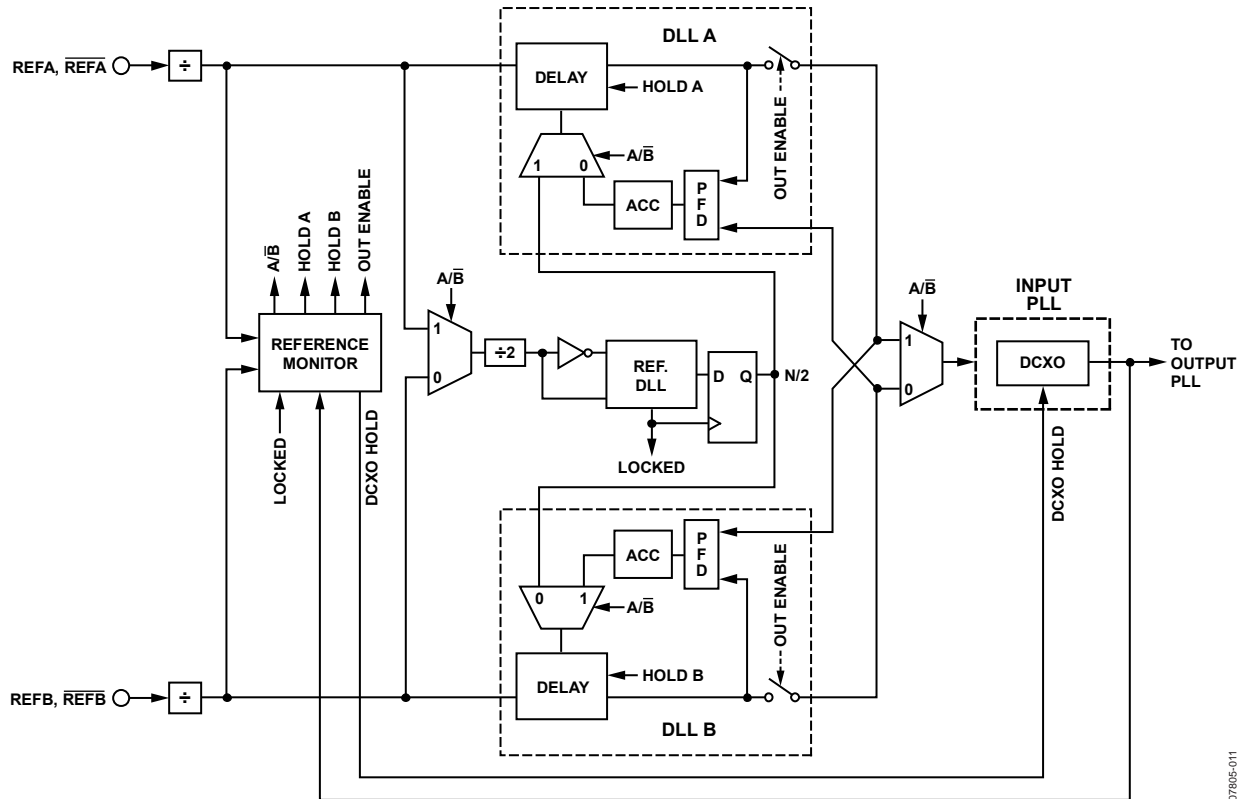 DLL A
REFA, R̅E̅F̅A̅
÷
DELAY
HOLD A
OUT ENABLE
A/B̅
1
0
ACC
PFD
A/B̅
HOLD A
HOLD B
OUT ENABLE
A/B̅
A/B̅
INPUT
PLL
REFERENCE
MONITOR
1
0
÷2
REF.
DLL
D
Q
N/2
1
0
DCXO
TO
OUTPUT
PLL
LOCKED
DCXO HOLD
LOCKED
DCXO HOLD
PFD
ACC
OUT ENABLE
0
1
A/B̅
REFB, R̅E̅F̅B̅
÷
DELAY
HOLD B
DLL B
07805-011